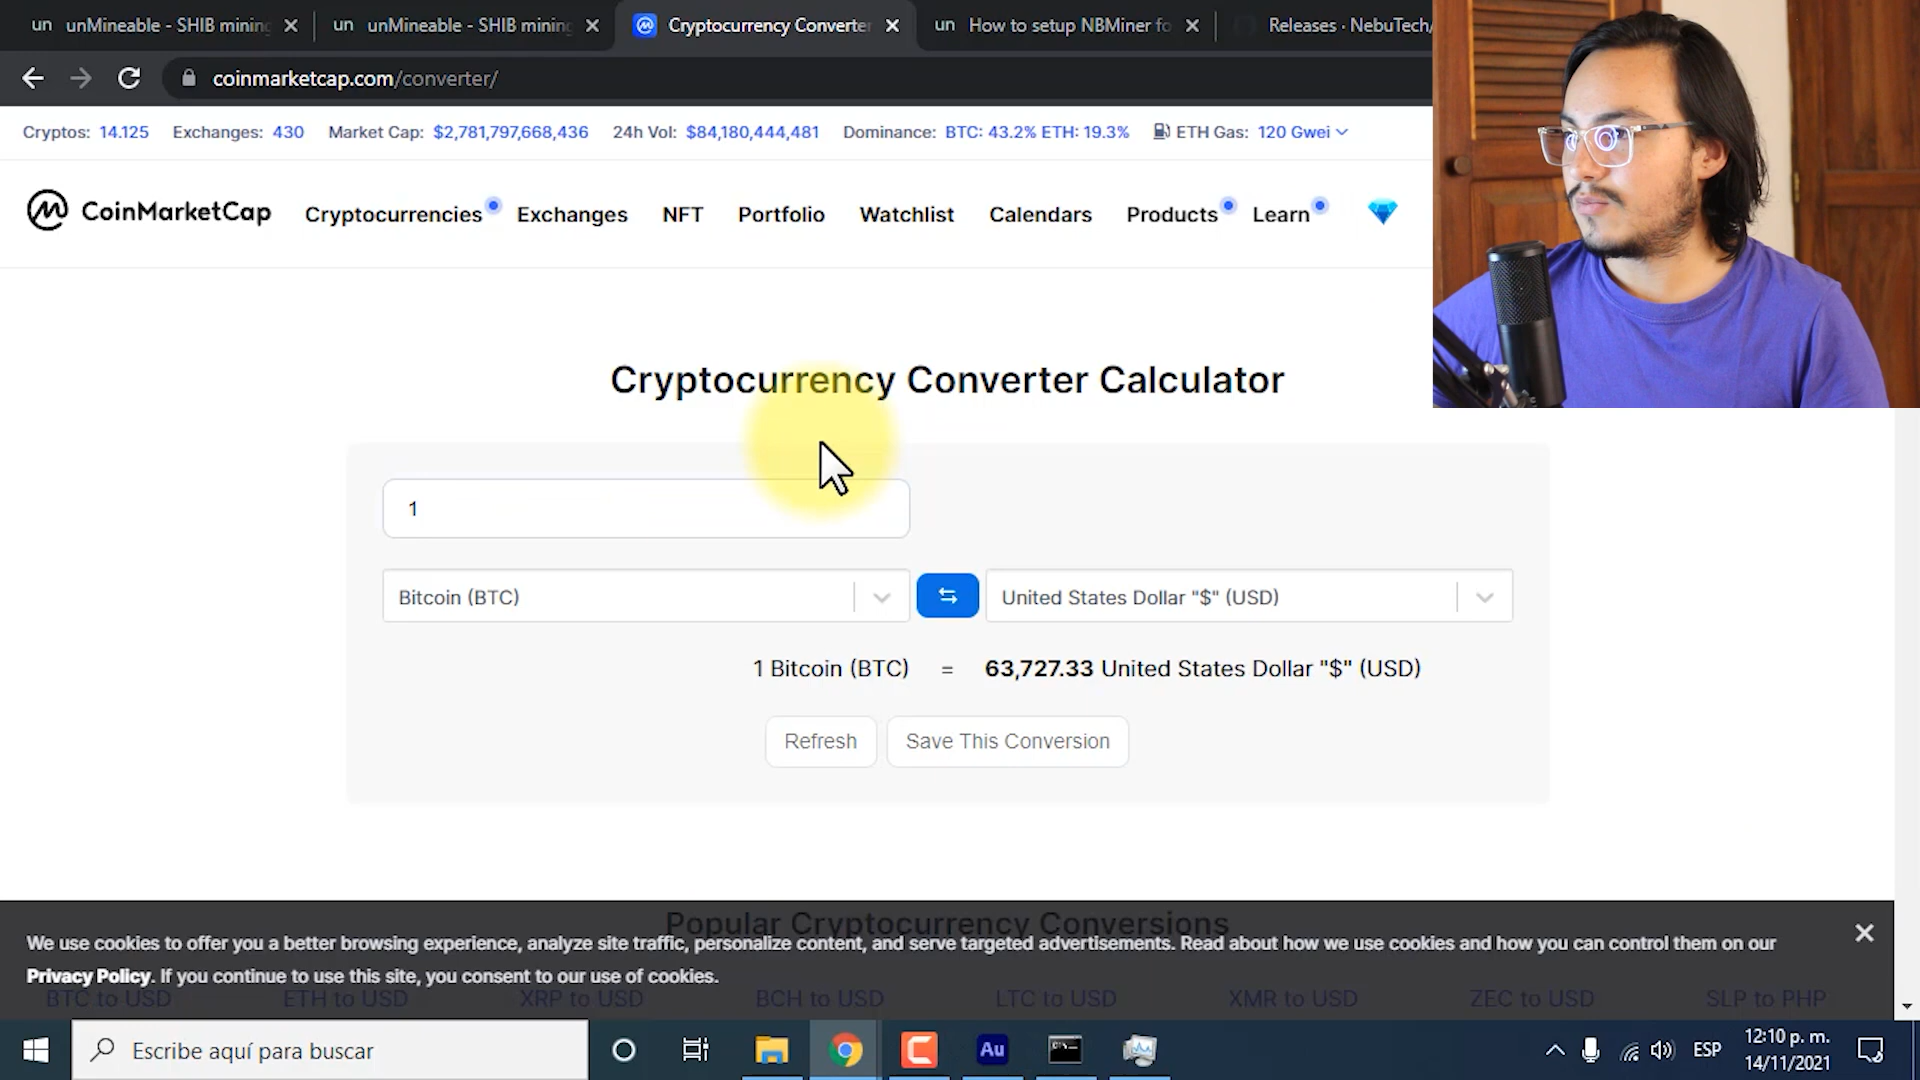 un unMineable - SHIB mining
un unMineable - SHIB mining
Cryptocurrency Converter
un How to setup NBMiner fo
Releases · NebuTech/
coinmarketcap.com/converter/
Cryptos: 14.125 Exchanges: 430 Market Cap: $2,781,797,668,436 24h Vol: $84,180,444,481 Dominance: BTC: 43.2% ETH: 19.3% ETH Gas: 120 Gwei
CoinMarketCap Cryptocurrencies Exchanges NFT Portfolio Watchlist Calendars Products Learn
Cryptocurrency Converter Calculator
1
Bitcoin (BTC) United States Dollar "$" (USD)
1 Bitcoin (BTC) = 63,727.33 United States Dollar "$" (USD)
Refresh Save This Conversion
Popular Cryptocurrency Conversions
We use cookies to offer you a better browsing experience, analyze site traffic, personalize content, and serve targeted advertisements. Read about how we use cookies and how you can control them on our
Privacy Policy. If you continue to use this site, you consent to our use of cookies.
BTC to USD ETH to USD XRP to USD BCH to USD LTC to USD XMR to USD ZEC to USD SLP to PHP
Escribe aquí para buscar
Au
ESP
12:10 p. m.
14/11/2021